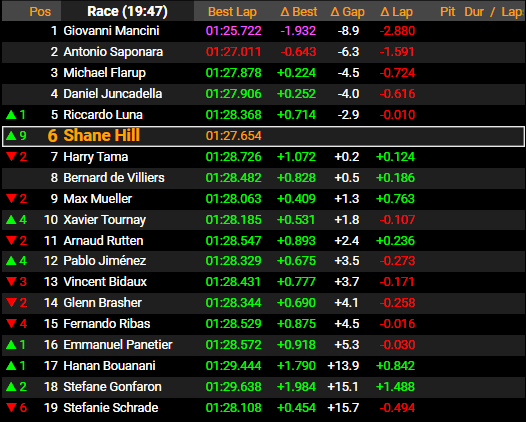 Pos Race (19:47) Best Lap Δ Best Δ Gap Δ Lap Pit Dur / Lap
1 Giovanni Mancini 01:25.722 -1.932 -8.9 -2.880
2 Antonio Saponara 01:27.011 -0.643 -6.3 -1.591
3 Michael Flarup 01:27.878 +0.224 -4.5 -0.724
4 Daniel Juncadella 01:27.906 +0.252 -4.0 -0.616
▲ 1 5 Riccardo Luna 01:28.368 +0.714 -2.9 -0.010
▲ 9 6 Shane Hill 01:27.654
▼ 2 7 Harry Tama 01:28.726 +1.072 +0.2 +0.124
8 Bernard de Villiers 01:28.482 +0.828 +0.5 +0.186
▼ 2 9 Max Mueller 01:28.063 +0.409 +1.3 +0.763
▲ 4 10 Xavier Tournay 01:28.185 +0.531 +1.8 -0.107
▼ 2 11 Arnaud Rutten 01:28.547 +0.893 +2.4 +0.236
▲ 4 12 Pablo Jiménez 01:28.329 +0.675 +3.5 -0.273
▼ 3 13 Vincent Bidaux 01:28.431 +0.777 +3.7 -0.171
▼ 2 14 Glenn Brasher 01:28.344 +0.690 +4.1 -0.258
▼ 4 15 Fernando Ribas 01:28.529 +0.875 +4.5 -0.016
▲ 1 16 Emmanuel Panetier 01:28.572 +0.918 +5.3 -0.030
▲ 1 17 Hanan Bouanani 01:29.444 +1.790 +13.9 +0.842
▲ 2 18 Stefane Gonfaron 01:29.638 +1.984 +15.1 +1.488
▼ 6 19 Stefanie Schrade 01:28.108 +0.454 +15.7 -0.494